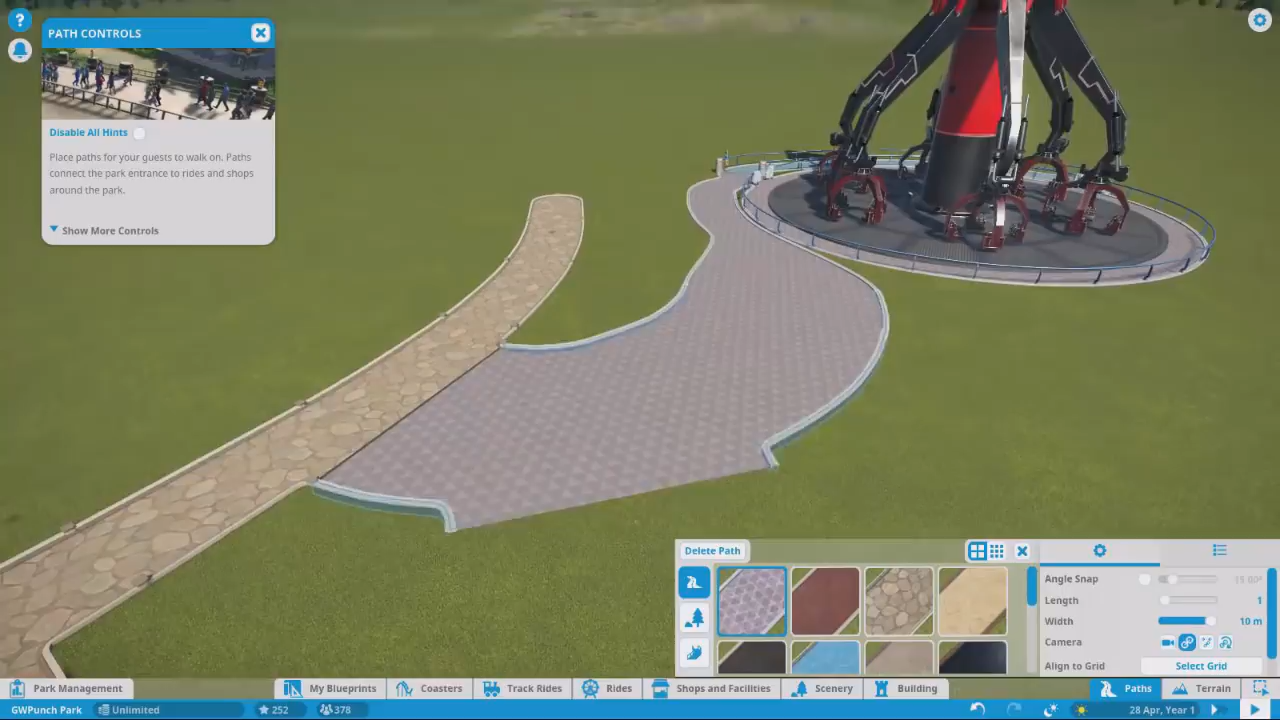 ?
PATH CONTROLS
Disable All Hints
Place paths for your guests to walk on. Paths
connect the park entrance to rides and shops
around the park.
Show More Controls
Delete Path
Angle Snap 15.00°
Length 1
Width 10 m
Camera
Align to Grid Select Grid
Park Management My Blueprints Coasters Track Rides Rides Shops and Facilities Scenery Building Paths Terrain
GWPunch Park Unlimited 252 378 28 Apr, Year 1